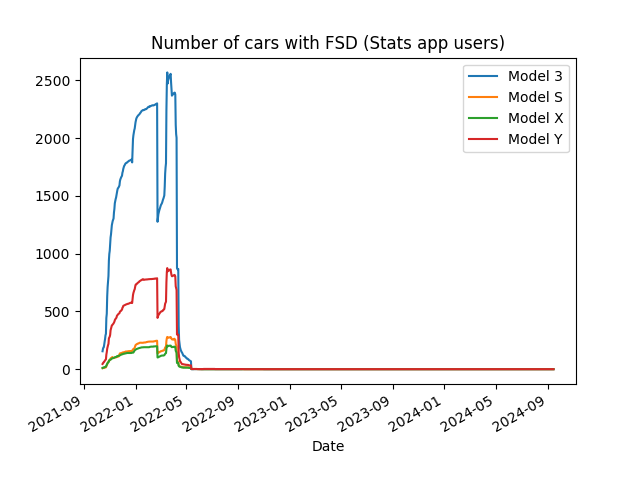 Number of cars with FSD (Stats app users)
2500
2000
1500
1000
500
0
Model 3
Model S
Model X
Model Y
2021-09
2022-01
2022-05
2022-09
2023-01
2023-05
2023-09
2024-01
2024-05
2024-09
Date